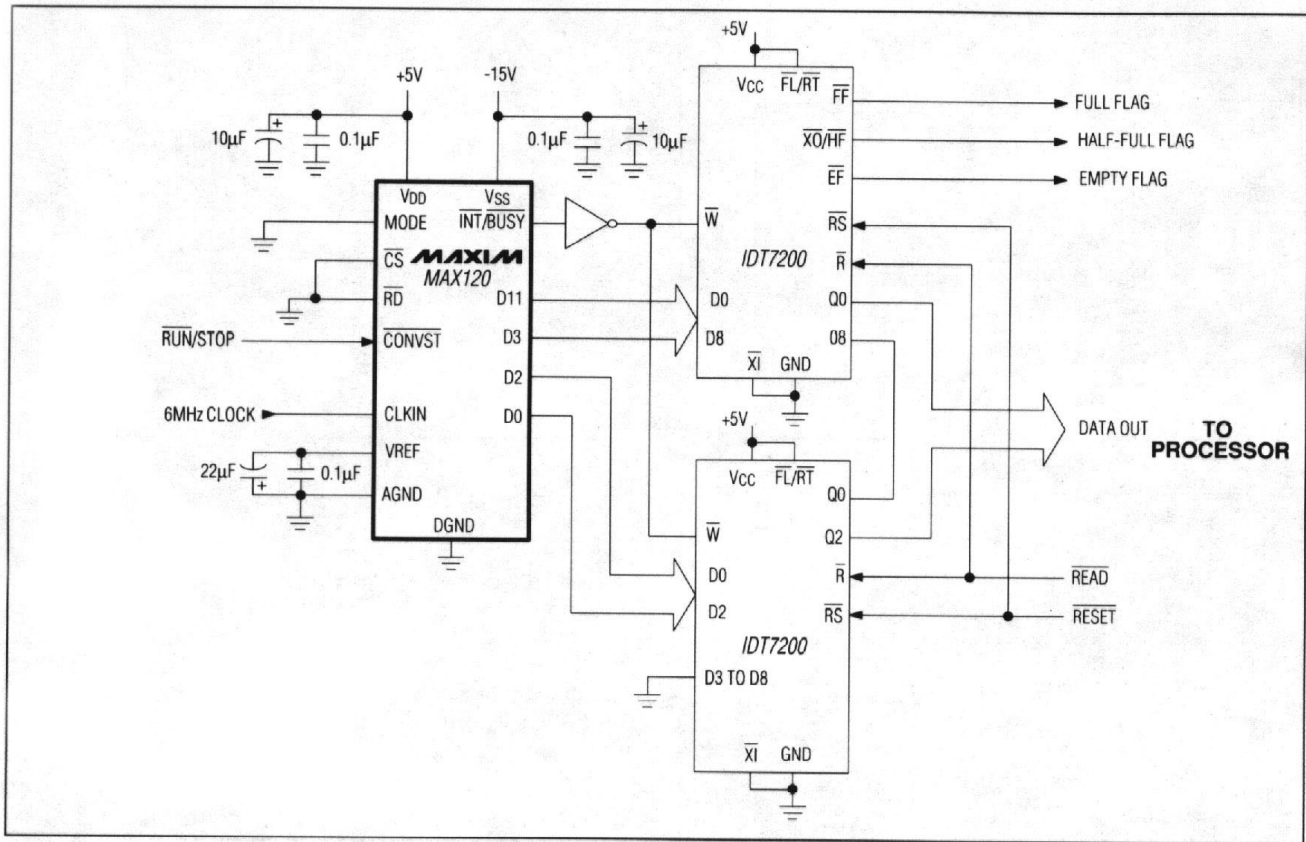 +5V
-15V
10µF
+
0.1µF
0.1µF
+
10µF
VDD
VSS
MODE
INT/BUSY
CS
MAXIM
MAX120
RD
D11
RUN/STOP
CONVST
D3
D2
6MHz CLOCK
CLKIN
D0
VREF
22µF
+
0.1µF
AGND
DGND
+5V
VCC
FL/RT
FF
FULL FLAG
XO/HF
HALF-FULL FLAG
EF
EMPTY FLAG
W
RS
IDT7200
R
D0
Q0
D8
08
XI
GND
+5V
VCC
FL/RT
Q0
DATA OUT
TO
PROCESSOR
W
Q2
D0
R
READ
D2
RS
RESET
IDT7200
D3 TO D8
XI
GND